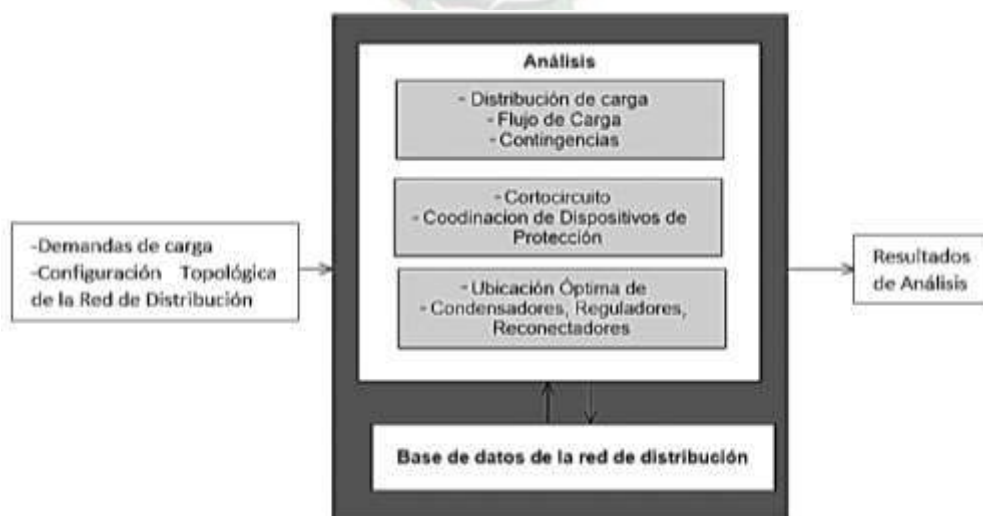 Análisis
- Distribución de carga
- Flujo de Carga
- Contingencias
- Cortocircuito
- Coodinacion de Dispositivos de
Protección
- Ubicación Óptima de
- Condensadores, Reguladores,
Reconectadores
-Demandas de carga
-Configuración Topológica
de la Red de Distribución
Resultados
de Análisis
Base de datos de la red de distribución